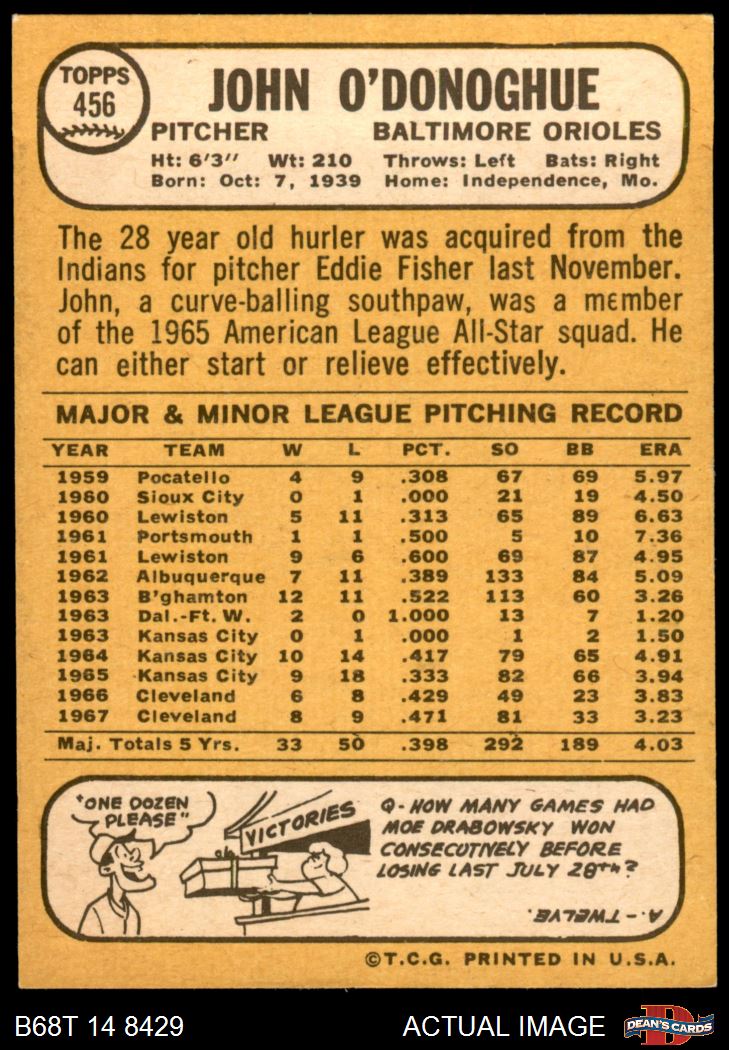 TOPPS
456
JOHN O'DONOGHUE
PITCHER BALTIMORE ORIOLES
Ht: 6'3" Wt: 210 Throws: Left Bats: Right
Born: Oct: 7, 1939 Home: Independence, Mo.
The 28 year old hurler was acquired from the
Indians for pitcher Eddie Fisher last November.
John, a curve-balling southpaw, was a member
of the 1965 American League All-Star squad. He
can either start or relieve effectively.
MAJOR & MINOR LEAGUE PITCHING RECORD
YEAR TEAM W L PCT. SO BB ERA
1959 Pocatello 4 9 .308 67 69 5.97
1960 Sioux City 0 1 .000 21 19 4.50
1960 Lewiston 5 11 .313 65 89 6.63
1961 Portsmouth 1 1 .500 5 10 7.36
1961 Lewiston 9 6 .600 69 87 4.95
1962 Albuquerque 7 11 .389 133 84 5.09
1963 B'ghamton 12 11 .522 113 60 3.26
1963 Dal.-Ft. W. 2 0 1.000 13 7 1.20
1963 Kansas City 0 1 .000 1 2 1.50
1964 Kansas City 10 14 .417 79 65 4.91
1965 Kansas City 9 18 .333 82 66 3.94
1966 Cleveland 6 8 .429 49 23 3.83
1967 Cleveland 8 9 .471 81 33 3.23
Maj. Totals 5 Yrs. 33 50 .398 292 189 4.03
"ONE DOZEN
PLEASE"
VICTORIES
Q- HOW MANY GAMES HAD
MOE DRABOWSKY WON
CONSECUTIVELY BEFORE
LOSING LAST JULY 28th?
A.- TWELVE.
©T.C.G. PRINTED IN U.S.A.
B68T 14 8429 ACTUAL IMAGE
D
DEAN'S CARDS